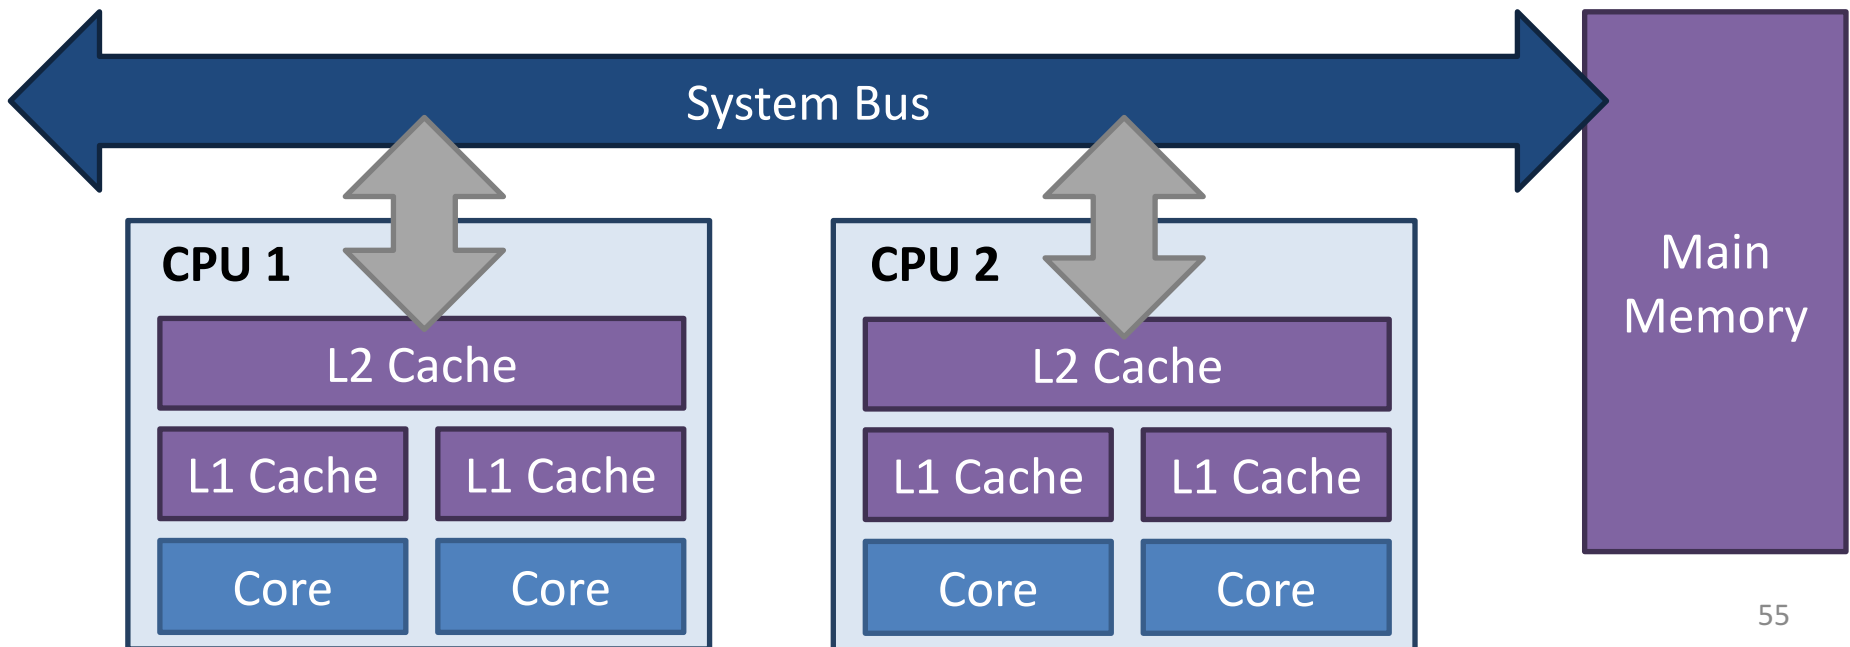 System Bus
CPU 1
L2 Cache
L1 Cache
L1 Cache
Core
Core
CPU 2
L2 Cache
L1 Cache
L1 Cache
Core
Core
Main
Memory
55